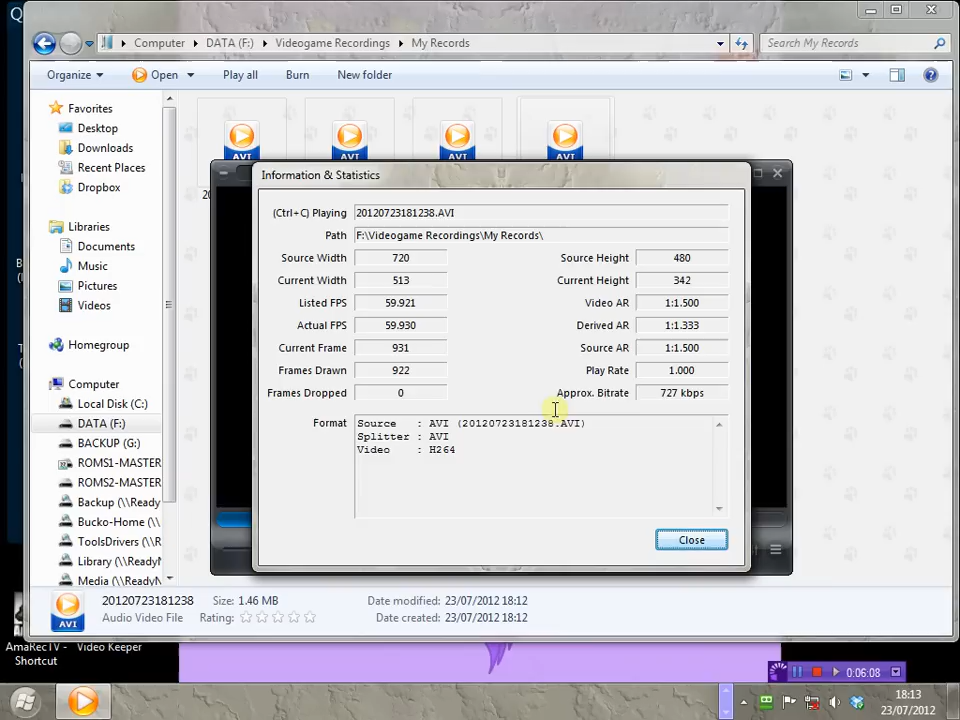 Q
Computer DATA (F:) Videogame Recordings My Records
Search My Records
Organize Open Play all Burn New folder
Favorites
Desktop
Downloads
Recent Places
Dropbox
Libraries
Documents
Music
Pictures
Videos
Homegroup
Computer
Local Disk (C:)
DATA (F:)
BACKUP (G:)
ROMS1-MASTER
ROMS2-MASTER
Backup (\\Ready
Bucko-Home (\\
ToolsDrivers (\\
Library (\\ReadyN
Media (\\ReadyN
AVI AVI AVI AVI
20
Information & Statistics
(Ctrl+C) Playing 20120723181238.AVI
Path F:\Videogame Recordings\My Records\
Source Width 720 Source Height 480
Current Width 513 Current Height 342
Listed FPS 59.921 Video AR 1:1.500
Actual FPS 59.930 Derived AR 1:1.333
Current Frame 931 Source AR 1:1.500
Frames Drawn 922 Play Rate 1.000
Frames Dropped 0 Approx. Bitrate 727 kbps
Format Source : AVI (20120723181238.AVI)
Splitter : AVI
Video : H264
Close
AVI
20120723181238 Size: 1.46 MB Date modified: 23/07/2012 18:12
Audio Video File Rating: Date created: 23/07/2012 18:12
AmaRecTV - Video Keeper
Shortcut
0:06:08
18:13
23/07/2012